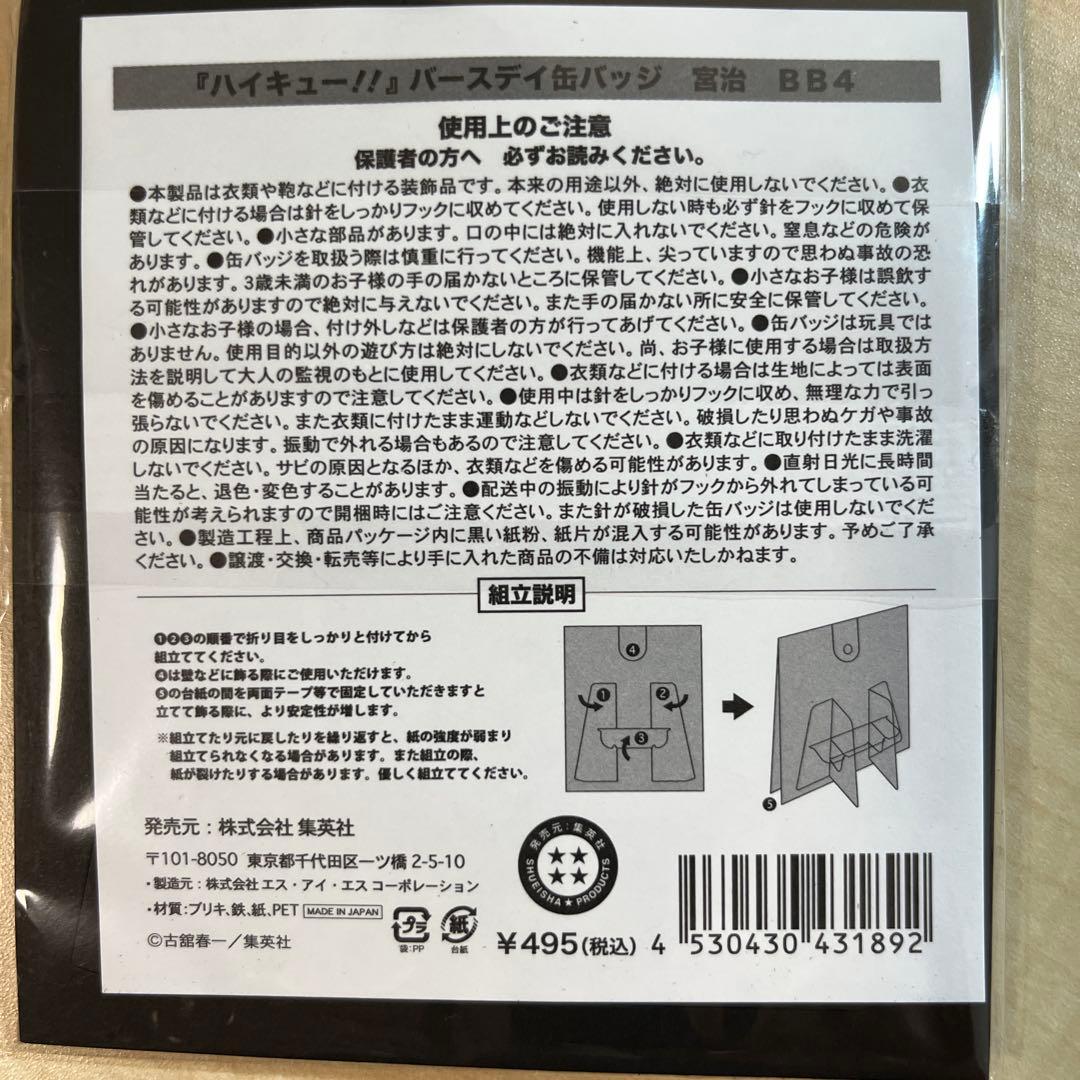 『ハイキュー!!』バースデイ缶バッジ　宮治　BB4
使用上のご注意
保護者の方へ　必ずお読みください。
●本製品は衣類や鞄などに付ける装飾品です。本来の用途以外、絶対に使用しないでください。●衣
類などに付ける場合は針をしっかりフックに収めてください。使用しない時も必ず針をフックに収めて保
管してください。●小さな部品があります。口の中には絶対に入れないでください。窒息などの危険が
あります。●缶バッジを取扱う際は慎重に行ってください。機能上、尖っていますので思わぬ事故の恐
れがあります。3歳未満のお子様の手の届かないところに保管してください。●小さなお子様は誤飲す
る可能性がありますので絶対に与えないでください。また手の届かない所に安全に保管してください。
●小さなお子様の場合、付け外しなどは保護者の方が行ってあげてください。●缶バッジは玩具では
ありません。使用目的以外の遊び方は絶対にしないでください。尚、お子様に使用する場合は取扱方
法を説明して大人の監視のもとに使用してください。●衣類などに付ける場合は生地によっては表面
を傷めることがありますので注意してください。●使用中は針をしっかりフックに収め、無理な力で引っ
張らないでください。また衣類に付けたまま運動などしないでください。破損したり思わぬケガや事故
の原因になります。振動で外れる場合もあるので注意してください。●衣類などに取り付けたまま洗濯
しないでください。サビの原因となるほか、衣類などを傷める可能性があります。●直射日光に長時間
当たると、退色・変色することがあります。●配送中の振動により針がフックから外れてしまっている可
能性が考えられますので開梱時にはご注意ください。また針が破損した缶バッジは使用しないでくだ
さい。●製造工程上、商品パッケージ内に黒い紙粉、紙片が混入する可能性があります。予めご了承
ください。●譲渡・交換・転売等により手に入れた商品の不備は対応いたしかねます。
組立説明
❶❷❸の順番で折り目をしっかりと付けてから
組立ててください。
❹は壁などに飾る際にご使用いただけます。
❺の台紙の間を両面テープ等で固定していただきますと
立てて飾る際に、より安定性が増します。
※組立てたり元に戻したりを繰り返すと、紙の強度が弱まり
組立てられなくなる場合があります。また組立の際、
紙が裂けたりする場合があります。優しく組立ててください。
❹
❶
❷
❸
❺
発売元：株式会社 集英社
〒101-8050 東京都千代田区一ツ橋 2-5-10
・製造元：株式会社 エス・アイ・エス コーポレーション
・材質：ブリキ、鉄、紙、PET MADE IN JAPAN
©古舘春一／集英社
プラ
袋：PP
紙
台紙
発売元：集英社
SHUEISHA★PRODUCTS
¥495(税込)
4 530430 431892